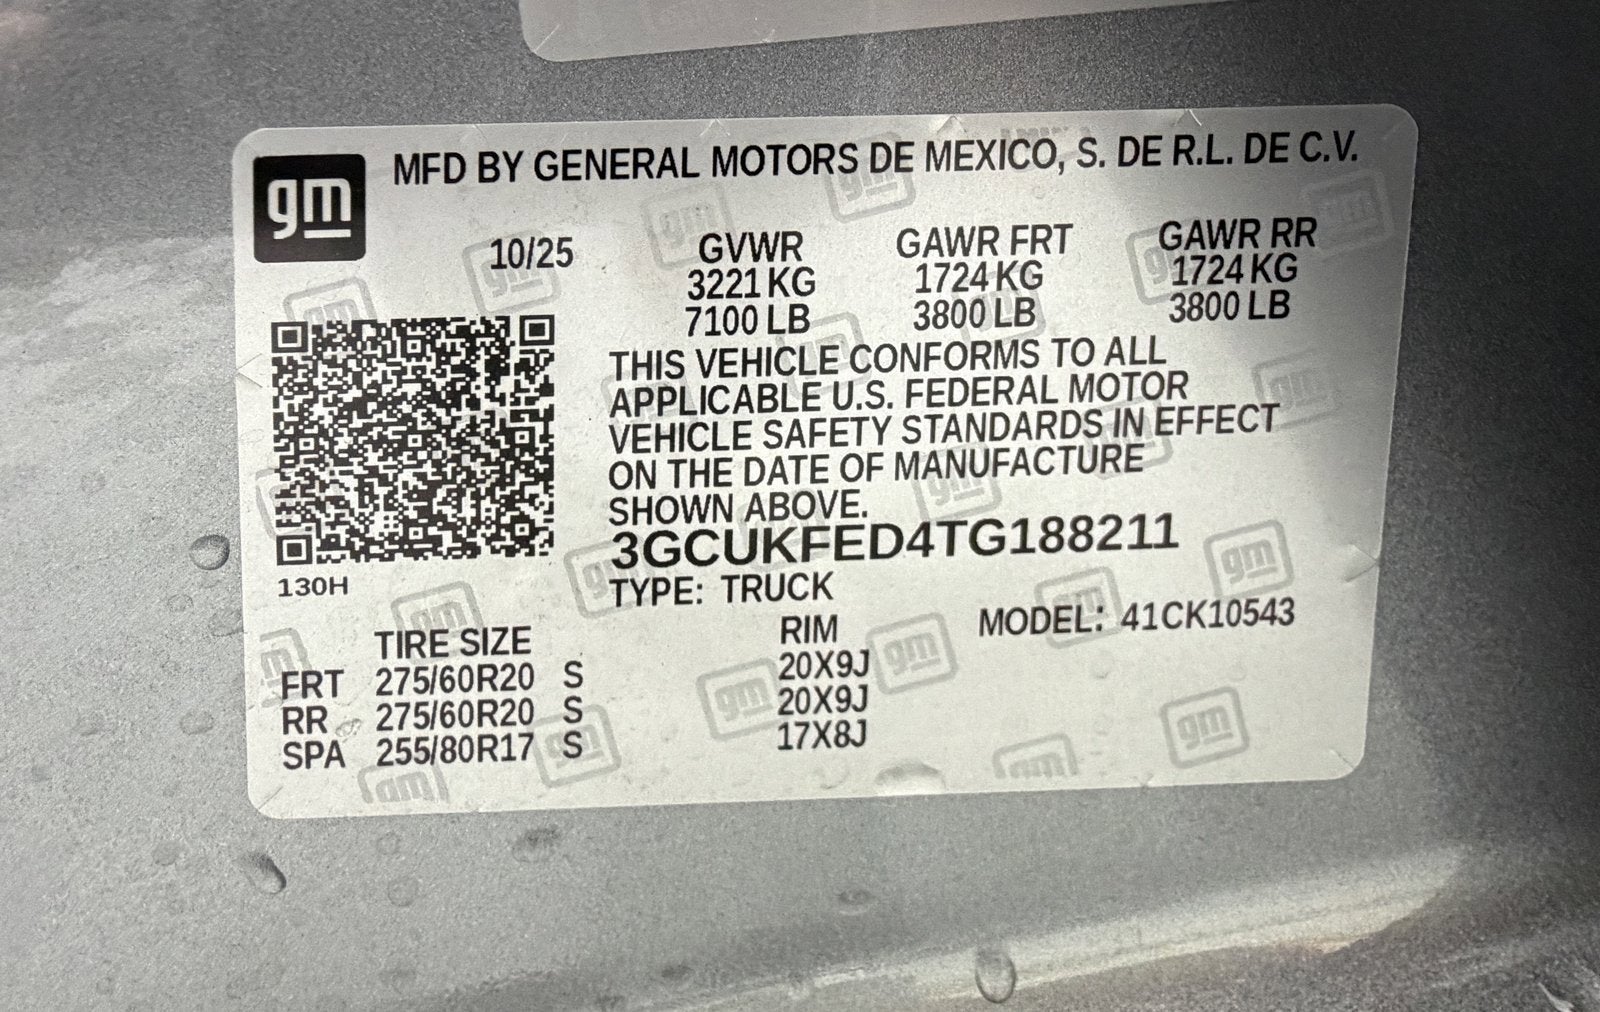 gm
MFD BY GENERAL MOTORS DE MEXICO, S. DE R.L. DE C.V.
10/25 GVWR GAWR FRT GAWR RR
3221 KG 1724 KG 1724 KG
7100 LB 3800 LB 3800 LB
THIS VEHICLE CONFORMS TO ALL
APPLICABLE U.S. FEDERAL MOTOR
VEHICLE SAFETY STANDARDS IN EFFECT
ON THE DATE OF MANUFACTURE
SHOWN ABOVE.
3GCUKFED4TG188211
130H
TYPE: TRUCK
TIRE SIZE RIM MODEL: 41CK10543
FRT 275/60R20 S 20X9J
RR 275/60R20 S 20X9J
SPA 255/80R17 S 17X8J